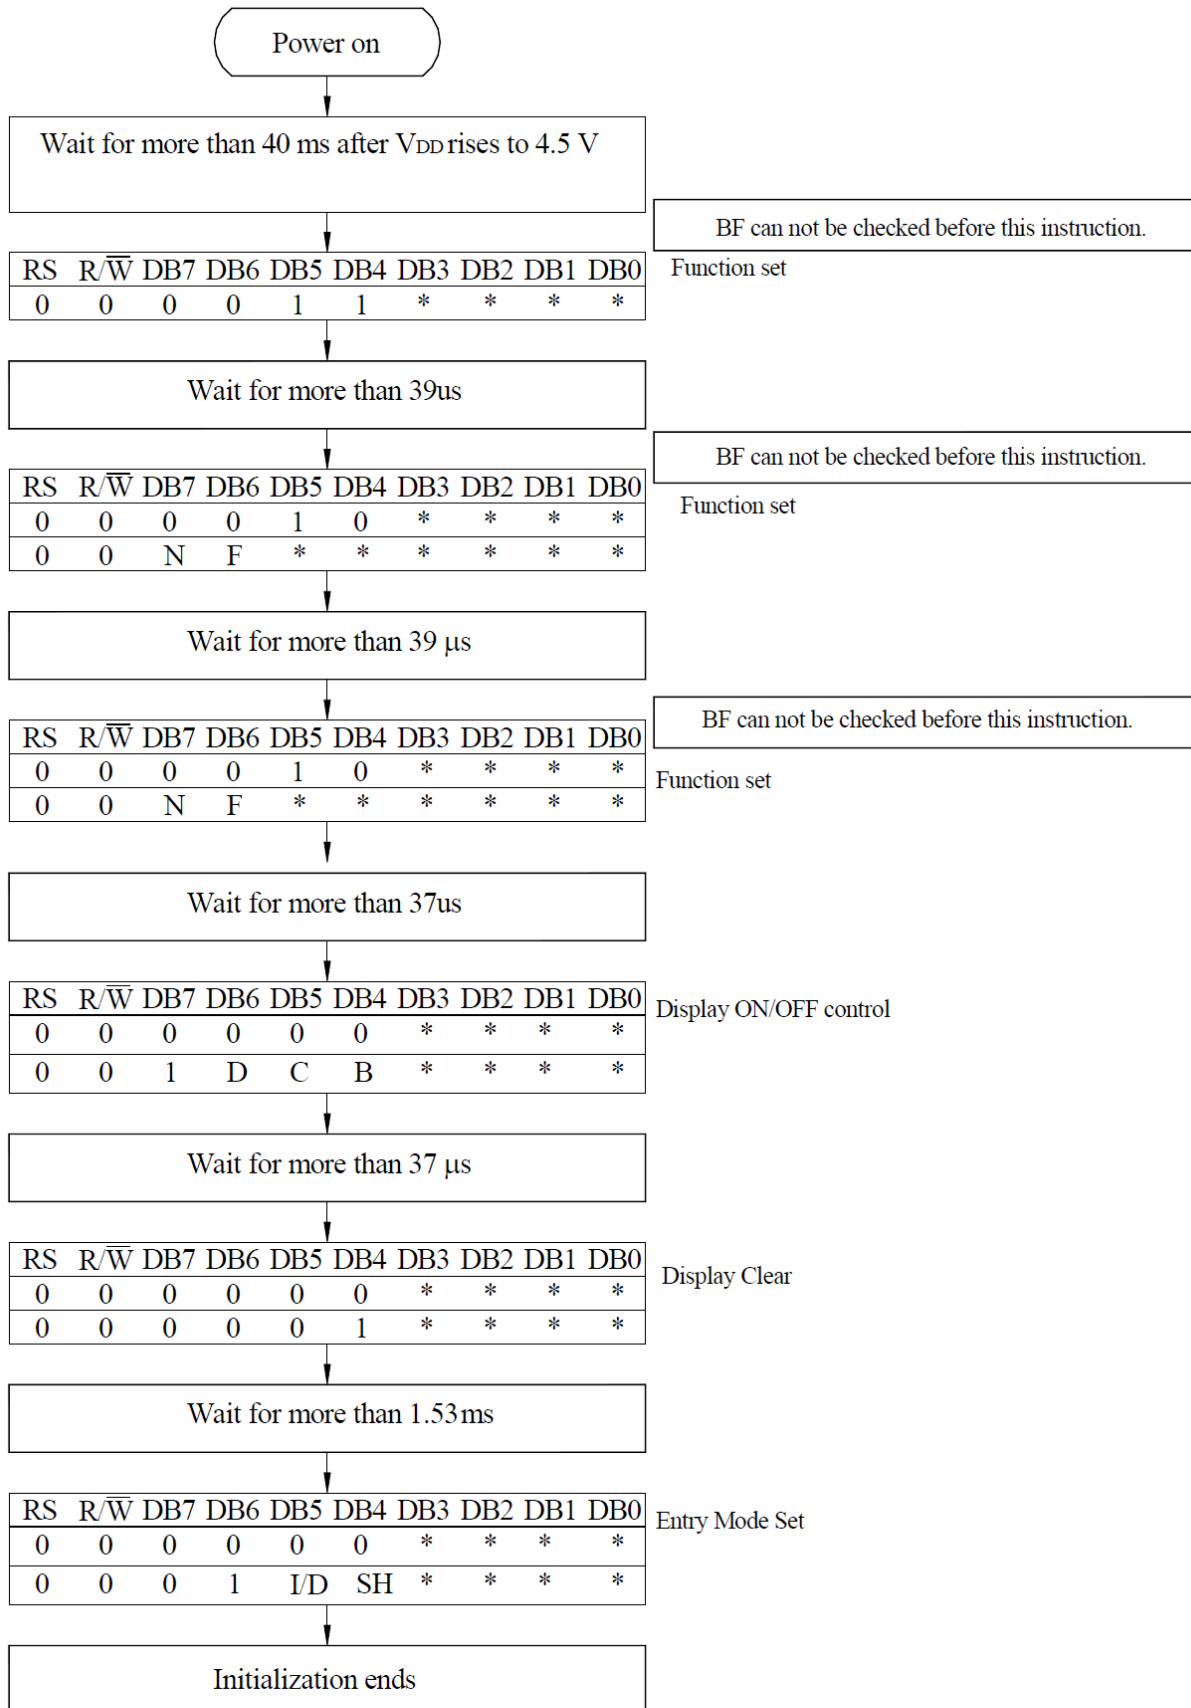 Power on
Wait for more than 40 ms after VDD rises to 4.5 V
BF can not be checked before this instruction.
RS R/W̅ DB7 DB6 DB5 DB4 DB3 DB2 DB1 DB0
Function set
0 0 0 0 1 1 * * * *
Wait for more than 39us
BF can not be checked before this instruction.
RS R/W̅ DB7 DB6 DB5 DB4 DB3 DB2 DB1 DB0
Function set
0 0 0 0 1 0 * * * *
0 0 N F * * * * * *
Wait for more than 39 μs
BF can not be checked before this instruction.
RS R/W̅ DB7 DB6 DB5 DB4 DB3 DB2 DB1 DB0
0 0 0 0 1 0 * * * *
Function set
0 0 N F * * * * * *
Wait for more than 37us
RS R/W̅ DB7 DB6 DB5 DB4 DB3 DB2 DB1 DB0
Display ON/OFF control
0 0 0 0 0 0 * * * *
0 0 1 D C B * * * *
Wait for more than 37 μs
RS R/W̅ DB7 DB6 DB5 DB4 DB3 DB2 DB1 DB0
Display Clear
0 0 0 0 0 0 * * * *
0 0 0 0 0 1 * * * *
Wait for more than 1.53ms
RS R/W̅ DB7 DB6 DB5 DB4 DB3 DB2 DB1 DB0
Entry Mode Set
0 0 0 0 0 0 * * * *
0 0 0 1 I/D SH * * * *
Initialization ends